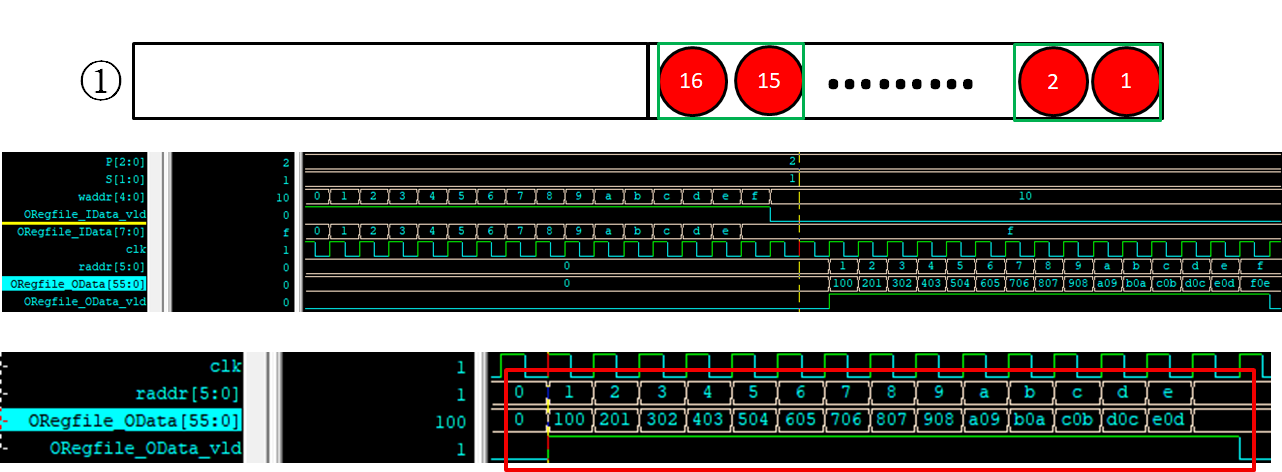 ① 16 15 ......... 2 1
P[2:0] 2 2
S[1:0] 1 1
waddr[4:0] 10 0 1 2 3 4 5 6 7 8 9 a b c d e f 10
ORegfile_IData_vld 0
ORegfile_IData[7:0] f 0 1 2 3 4 5 6 7 8 9 a b c d e f
clk 1
raddr[5:0] 0 0 1 2 3 4 5 6 7 8 9 a b c d e f
ORegfile_OData[55:0] 0 0 100 201 302 403 504 605 706 807 908 a09 b0a c0b d0c e0d f0e
ORegfile_OData_vld 0
clk 1
raddr[5:0] 1 0 1 2 3 4 5 6 7 8 9 a b c d e
ORegfile_OData[55:0] 100 0 100 201 302 403 504 605 706 807 908 a09 b0a c0b d0c e0d
ORegfile_OData_vld 1